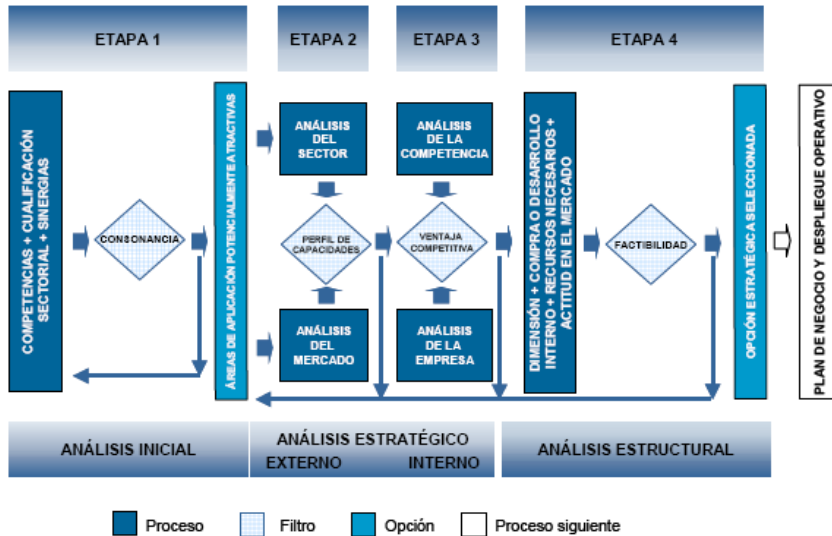 ETAPA 1
ETAPA 2
ETAPA 3
ETAPA 4
COMPETENCIAS + CUALIFICACIÓN
SECTORIAL + SINERGIAS
CONSONANCIA
ÁREAS DE APLICACIÓN POTENCIALMENTE ATRACTIVAS
ANÁLISIS
DEL
SECTOR
PERFIL DE
CAPACIDADES
ANÁLISIS
DEL
MERCADO
ANÁLISIS
DE LA
COMPETENCIA
VENTAJA
COMPETITIVA
ANÁLISIS
DE LA
EMPRESA
DIMENSIÓN + COMPRA O DESARROLLO
INTERNO + RECURSOS NECESARIOS +
ACTITUD EN EL MERCADO
FACTIBILIDAD
OPCIÓN ESTRATÉGICA SELECCIONADA
PLAN DE NEGOCIO Y DESPLIEGUE OPERATIVO
ANÁLISIS INICIAL
ANÁLISIS ESTRATÉGICO
EXTERNO INTERNO
ANÁLISIS ESTRUCTURAL
Proceso
Filtro
Opción
Proceso siguiente